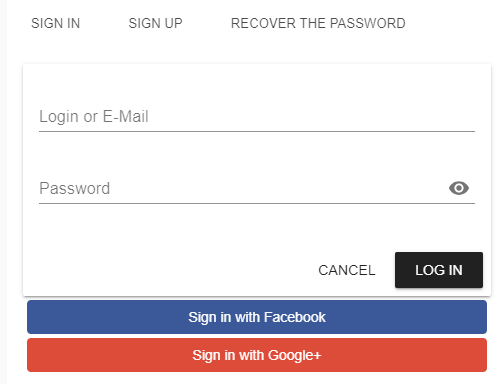 SIGN IN SIGN UP RECOVER THE PASSWORD
Login or E-Mail
Password
CANCEL LOG IN
Sign in with Facebook
Sign in with Google+